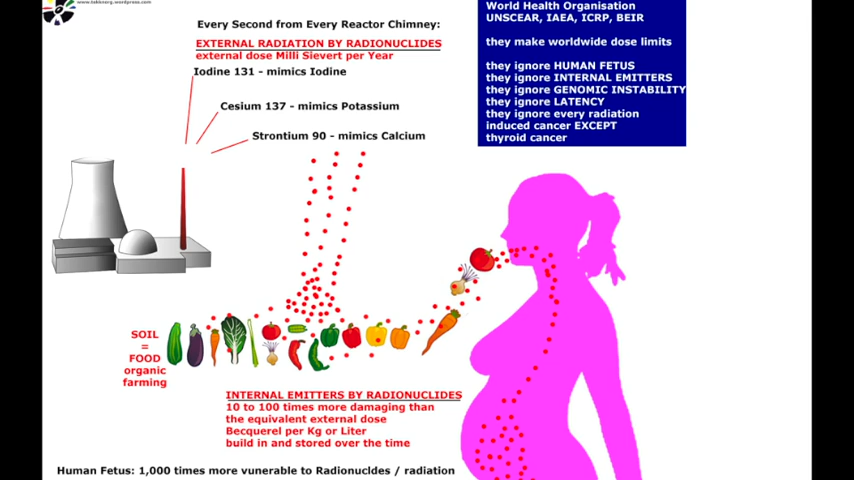 www.tekknorg.wordpress.com
Every Second from Every Reactor Chimney:
EXTERNAL RADIATION BY RADIONUCLIDES
external dose Milli Sievert per Year
Iodine 131 - mimics Iodine
Cesium 137 - mimics Potassium
Strontium 90 - mimics Calcium
World Health Organisation
UNSCEAR, IAEA, ICRP, BEIR
they make worldwide dose limits
they ignore HUMAN FETUS
they ignore INTERNAL EMITTERS
they ignore GENOMIC INSTABILITY
they ignore LATENCY
they ignore every radiation
induced cancer EXCEPT
thyroid cancer
SOIL
=
FOOD
organic
farming
INTERNAL EMITTERS BY RADIONUCLIDES
10 to 100 times more damaging than
the equivalent external dose
Becquerel per Kg or Liter
build in and stored over the time
Human Fetus: 1,000 times more vunerable to Radionucldes / radiation